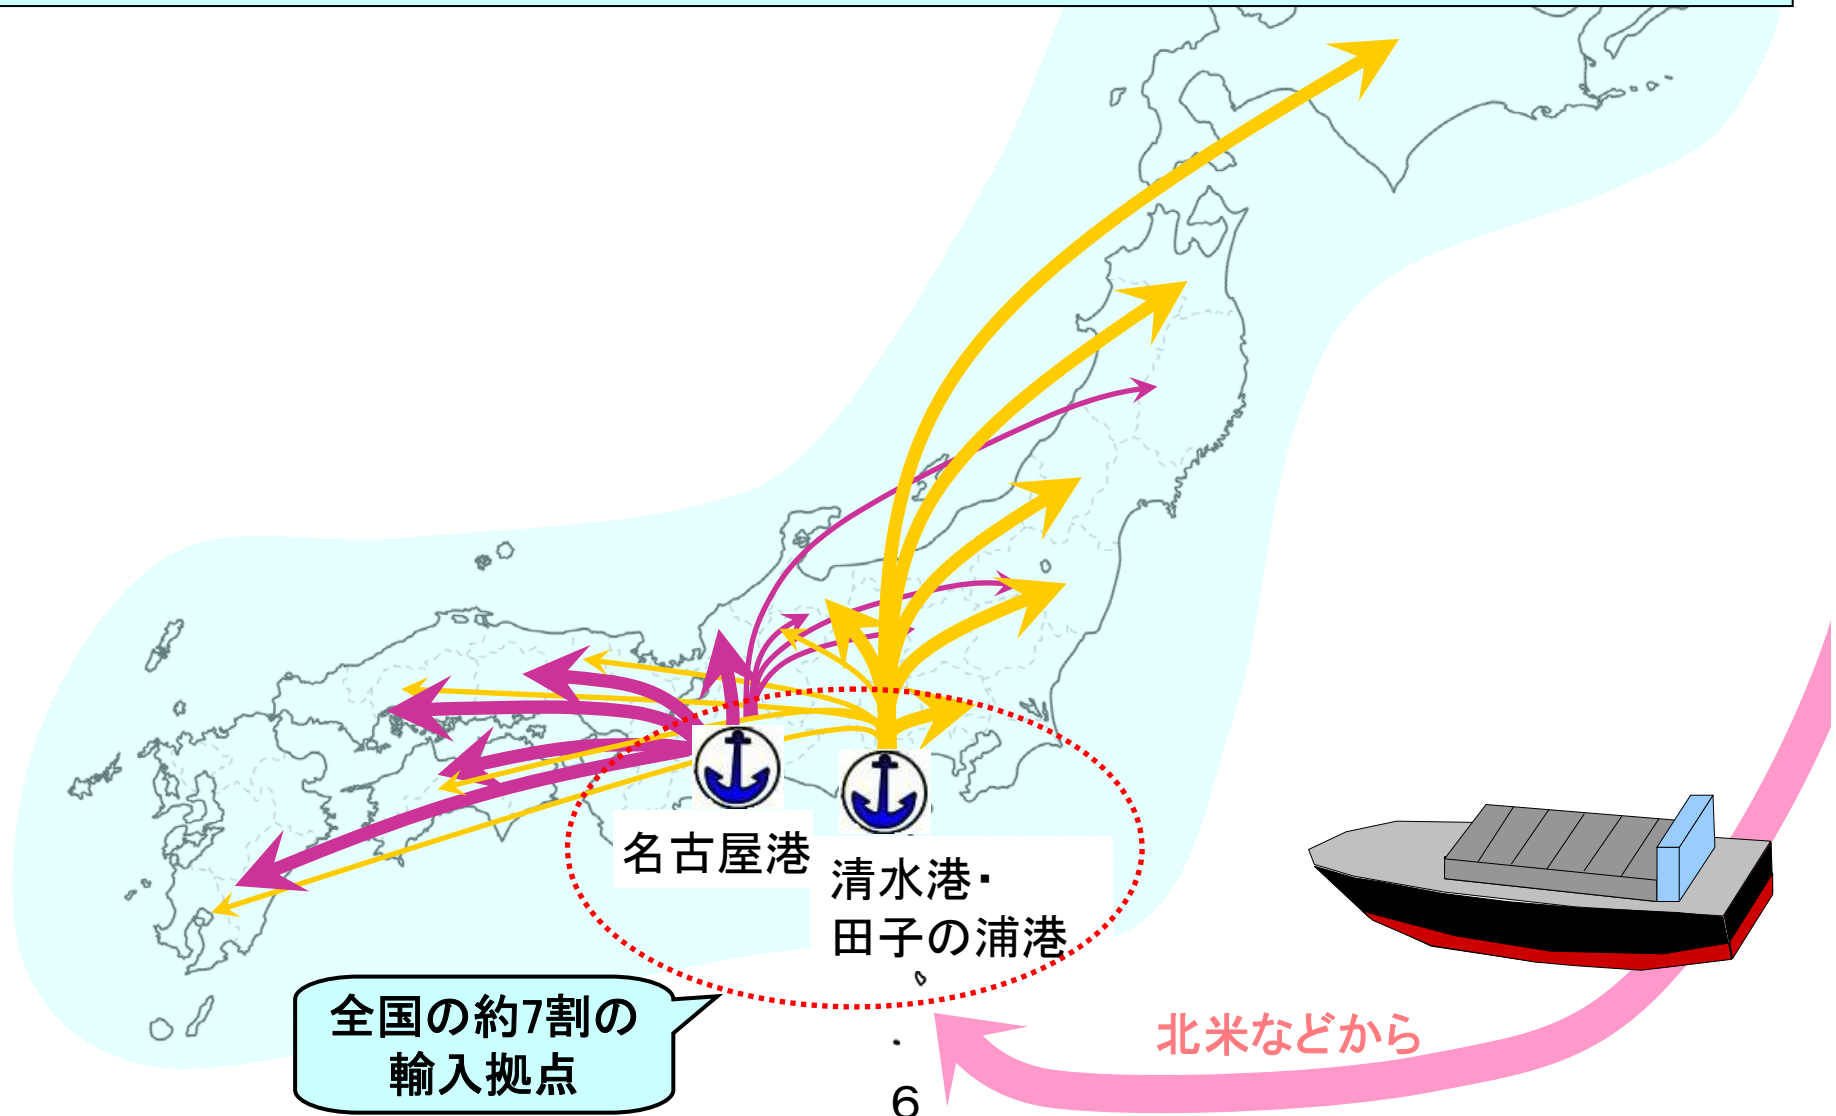 名古屋港
清水港・
田子の浦港
全国の約7割の
輸入拠点
北米などから
6